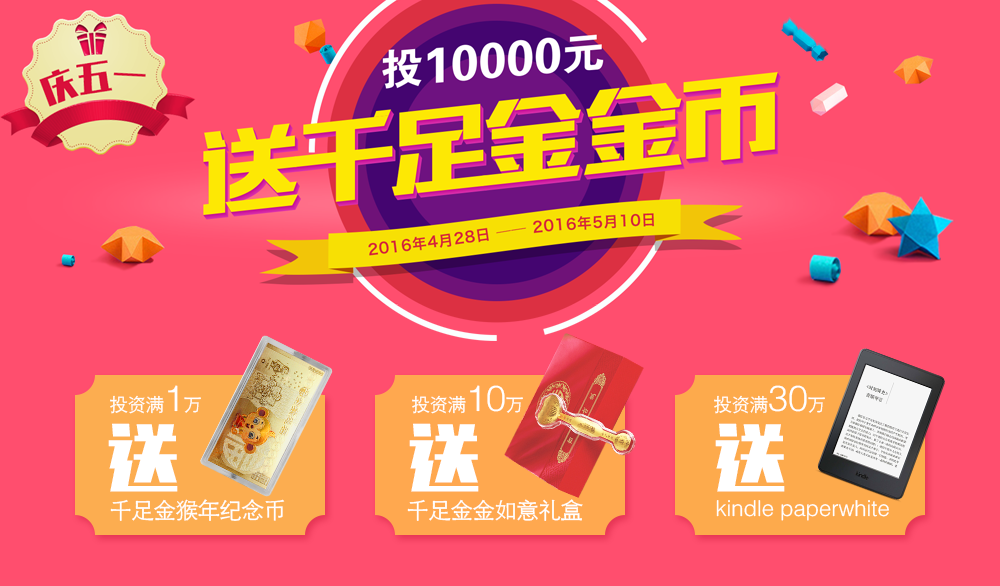 庆五一
投10000元
送千足金金币
2016年4月28日 —— 2016年5月10日
投资满1万
送
千足金猴年纪念币
投资满10万
送
千足金金如意礼盒
投资满30万
送
kindle paperwhite
kindle